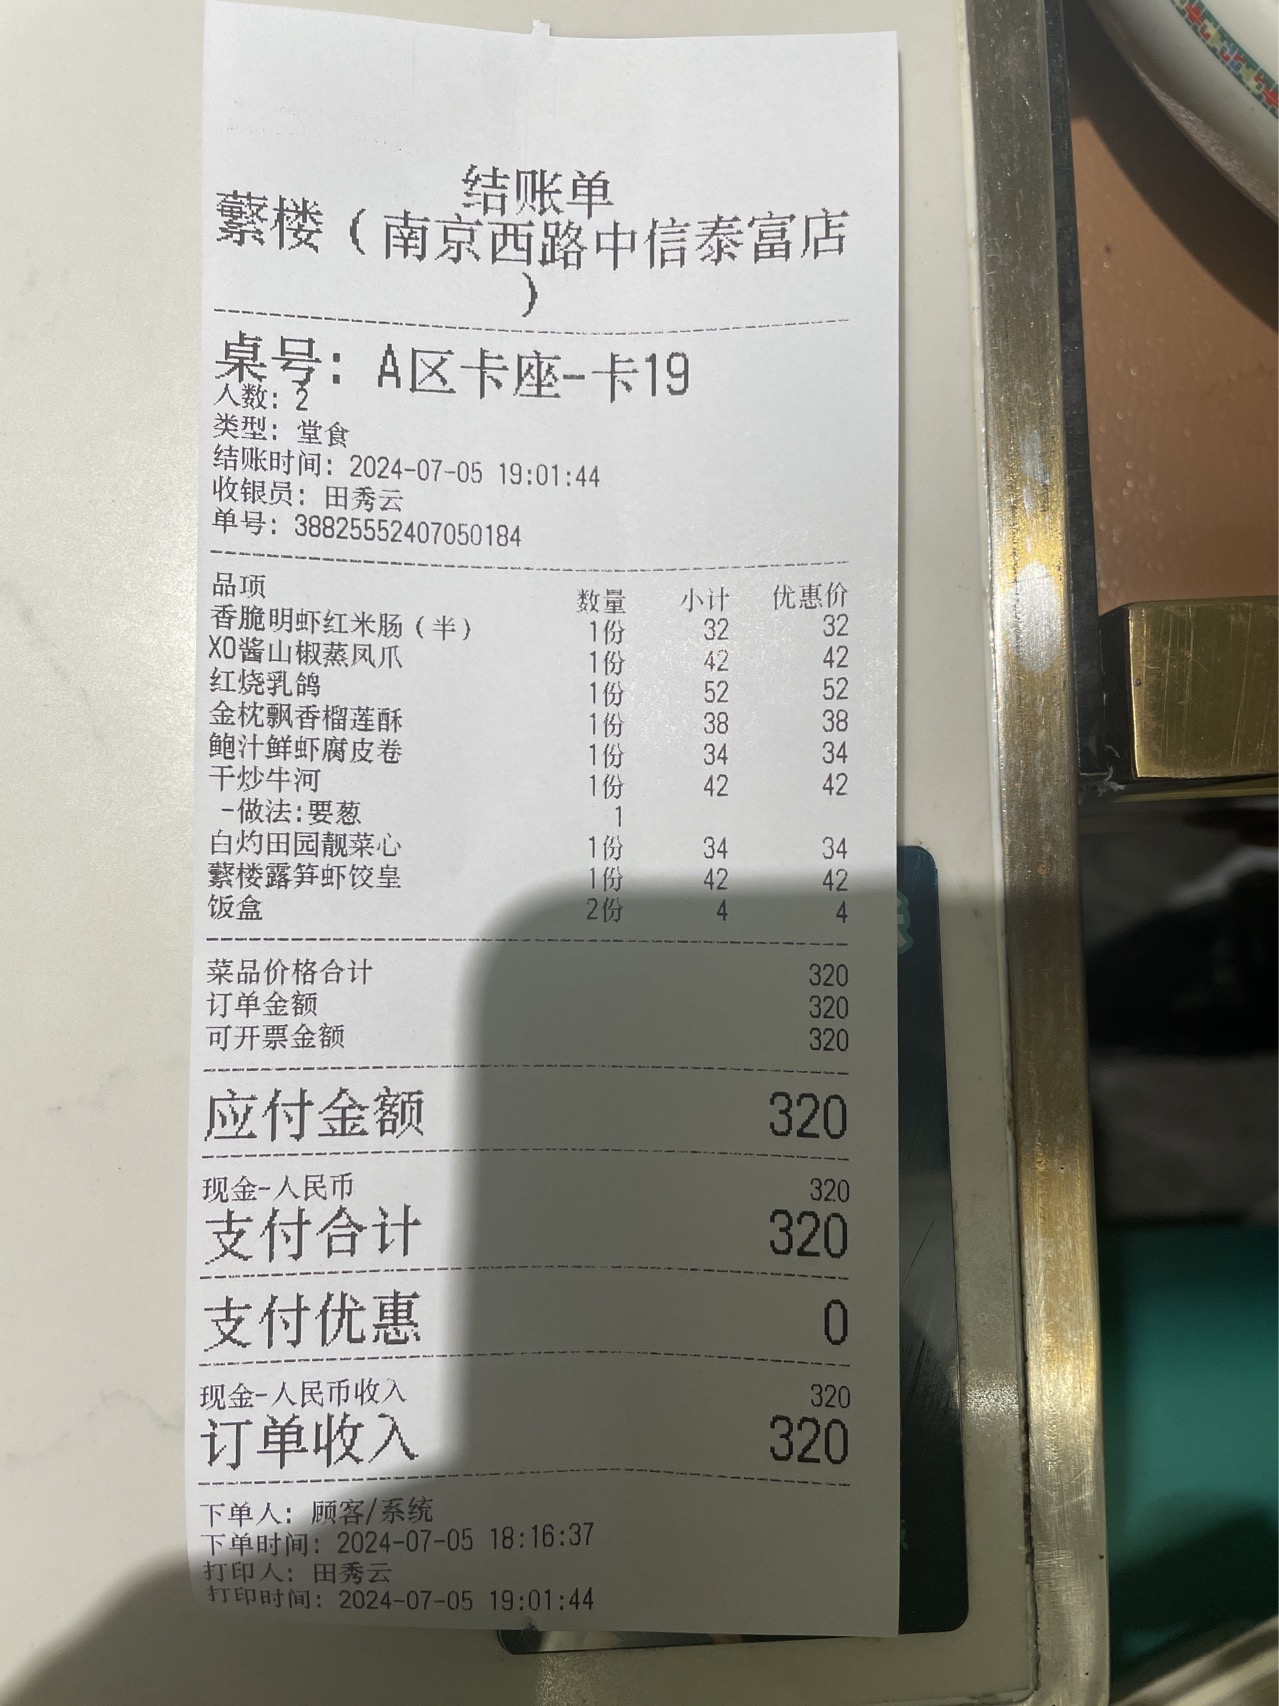 结账单
蘩楼（南京西路中信泰富店
）
桌号: A区卡座-卡19
人数: 2
类型: 堂食
结账时间: 2024-07-05 19:01:44
收银员: 田秀云
单号: 38825552407050184
品项 数量 小计 优惠价
香脆明虾红米肠（半） 1份 32 32
XO酱山椒蒸凤爪 1份 42 42
红烧乳鸽 1份 52 52
金枕飘香榴莲酥 1份 38 38
鲍汁鲜虾腐皮卷 1份 34 34
干炒牛河 1份 42 42
-做法:要葱 1
白灼田园靓菜心 1份 34 34
蘩楼露笋虾饺皇 1份 42 42
饭盒 2份 4 4
菜品价格合计 320
订单金额 320
可开票金额 320
应付金额 320
现金-人民币 320
支付合计 320
支付优惠 0
现金-人民币收入 320
订单收入 320
下单人: 顾客/系统
下单时间: 2024-07-05 18:16:37
打印人: 田秀云
打印时间: 2024-07-05 19:01:44